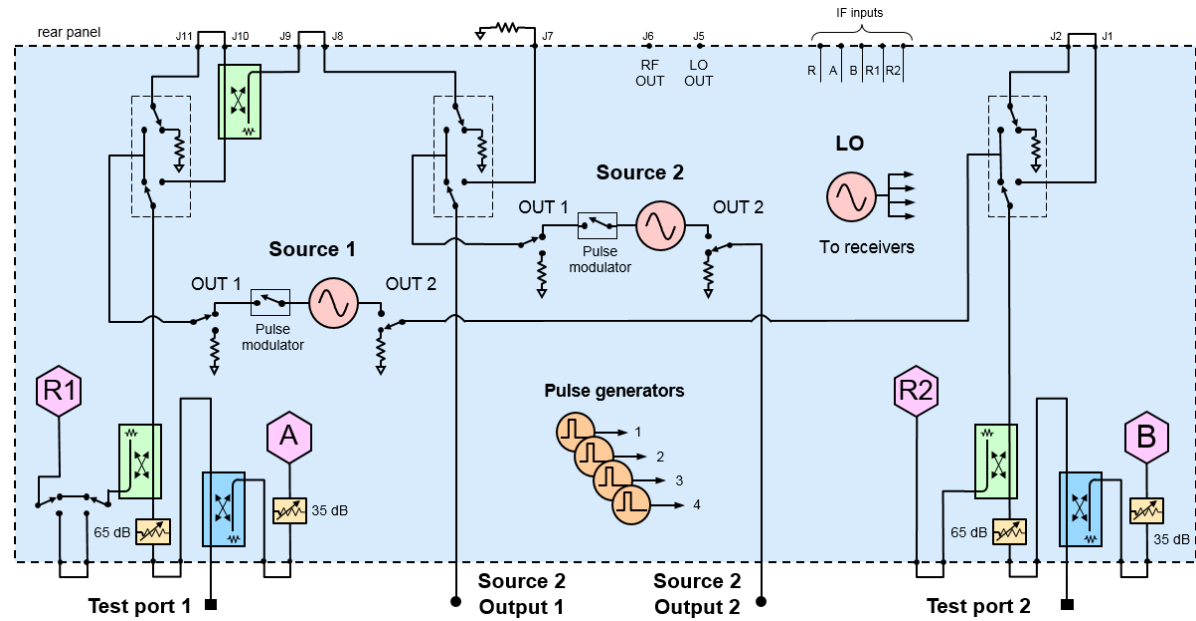 IF inputs
rear panel
J11 J10 J9 J8 J7 J6 J5 J2 J1
RF
OUT
LO
OUT
R A B R1 R2
LO
To receivers
Source 2
OUT 1
OUT 2
Pulse
modulator
Source 1
OUT 1
OUT 2
Pulse
modulator
R1
A
65 dB
35 dB
Pulse generators
1
2
3
4
R2
B
65 dB
35 dB
Test port 1
Source 2
Output 1
Source 2
Output 2
Test port 2